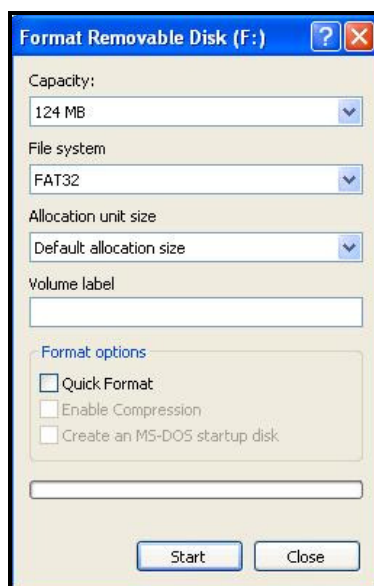 Format Removable Disk (F:)
Capacity:
124 MB
File system
FAT32
Allocation unit size
Default allocation size
Volume label
Format options
Quick Format
Enable Compression
Create an MS-DOS startup disk
Start
Close